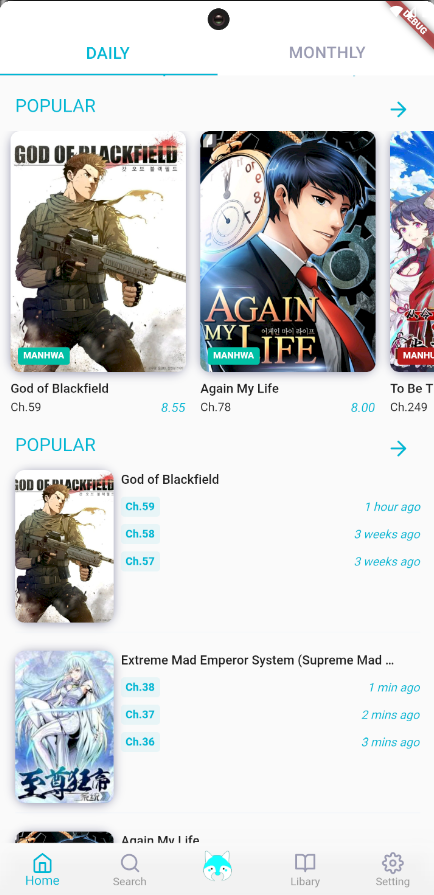 DEBUG
DAILY
MONTHLY
POPULAR
GOD OF BLACKFIELD
갓 오브 블랙필드
MANHWA
God of Blackfield
Ch.59
8.55
AGAIN
MY LIFE
어게인 마이 라이프
MANHWA
Again My Life
Ch.78
8.00
MANHU
To Be T
Ch.249
POPULAR
GOD OF BLACKFIELD
God of Blackfield
Ch.59
1 hour ago
Ch.58
3 weeks ago
Ch.57
3 weeks ago
至尊狂帝
Extreme Mad Emperor System (Supreme Mad ...
Ch.38
1 min ago
Ch.37
2 mins ago
Ch.36
3 mins ago
Again My Life
Home
Search
Libary
Setting